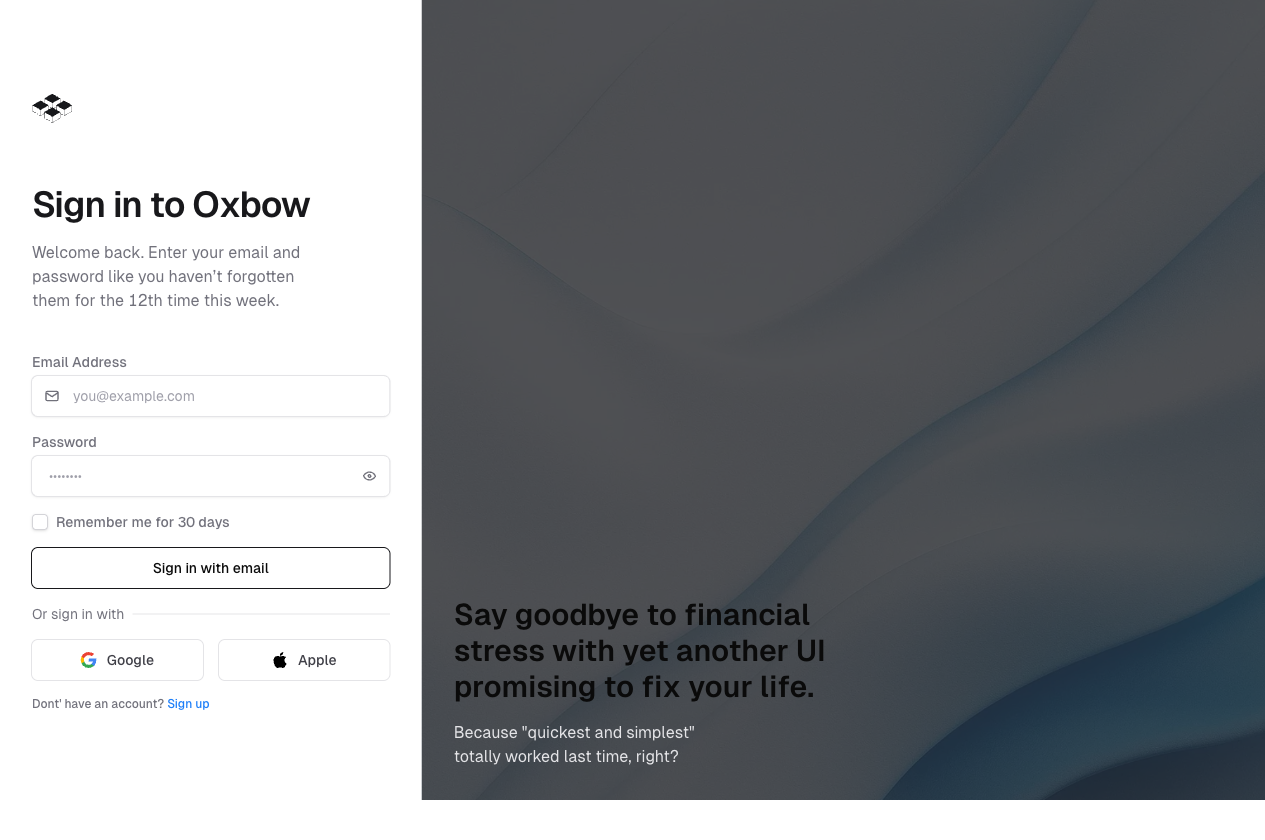 Sign in to Oxbow
Welcome back. Enter your email and
password like you haven't forgotten
them for the 12th time this week.
Email Address
you@example.com
Password
••••••••
Remember me for 30 days
Sign in with email
Or sign in with
Google
Apple
Dont' have an account? Sign up
Say goodbye to financial
stress with yet another UI
promising to fix your life.
Because "quickest and simplest"
totally worked last time, right?